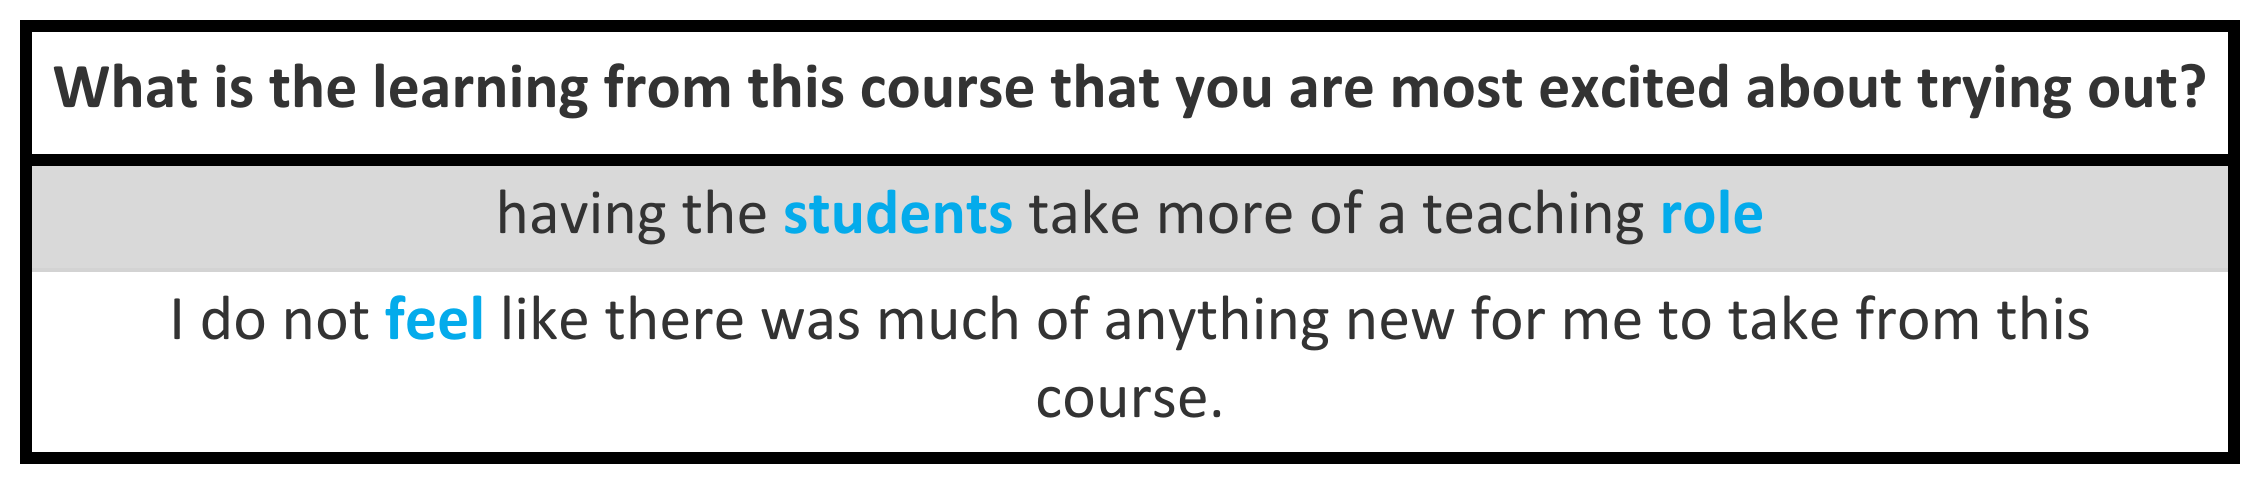 What is the learning from this course that you are most excited about trying out?
having the students take more of a teaching role
I do not feel like there was much of anything new for me to take from this
course.